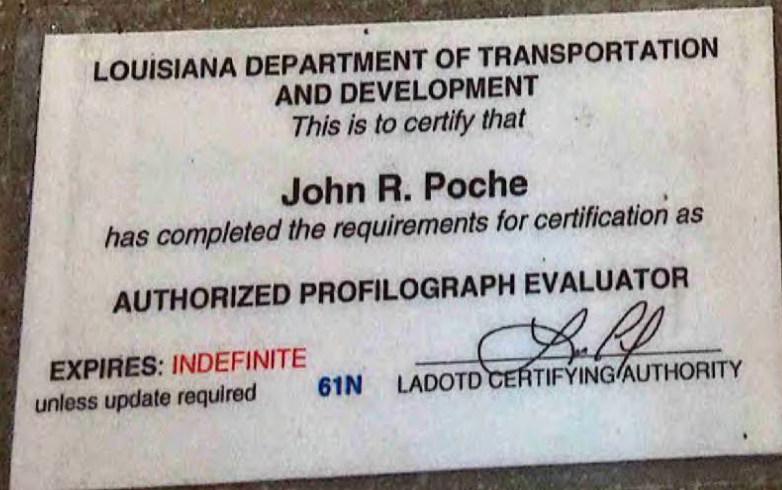 LOUISIANA DEPARTMENT OF TRANSPORTATION
AND DEVELOPMENT
This is to certify that
John R. Poche
has completed the requirements for certification as
AUTHORIZED PROFILOGRAPH EVALUATOR
EXPIRES: INDEFINITE
unless update required
61N
LADOTD CERTIFYING AUTHORITY